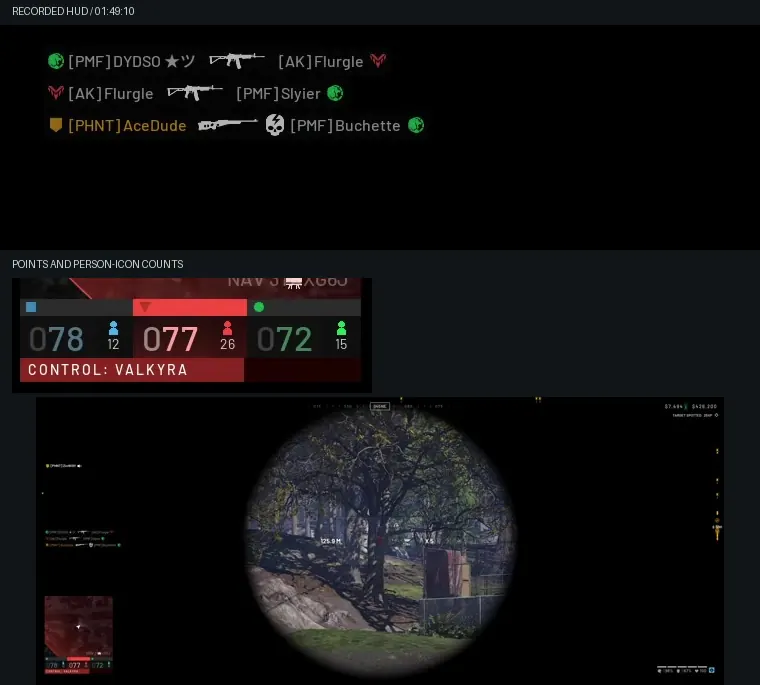 RECORDED HUD / 01:49:10
[PMF] DYDSO ★ツ [AK] Flurgle
[AK] Flurgle [PMF] Slyier
[PHNT] AceDude [PMF] Buchette
POINTS AND PERSON-ICON COUNTS
078 12 077 26 072 15
CONTROL: VALKYRA
125.9 M
X 5